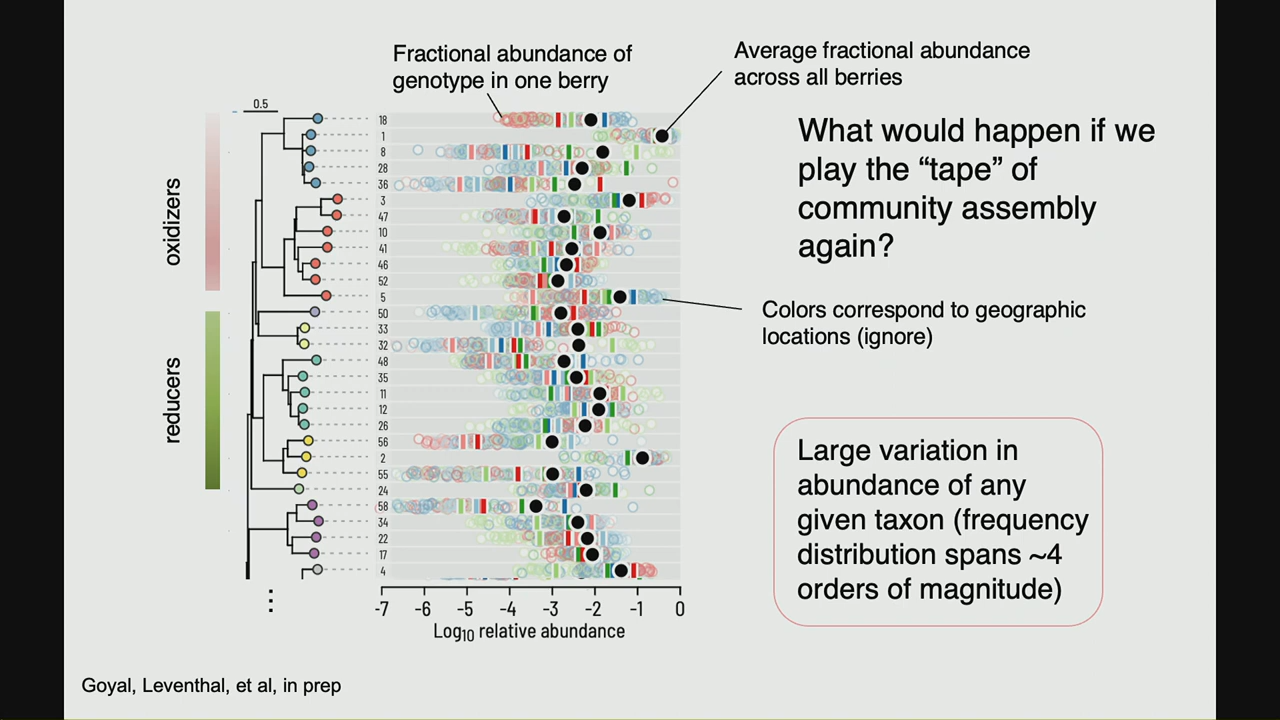 Fractional abundance of
genotype in one berry
Average fractional abundance
across all berries
What would happen if we
play the “tape” of
community assembly
again?
Colors correspond to geographic
locations (ignore)
Large variation in
abundance of any
given taxon (frequency
distribution spans ~4
orders of magnitude)
oxidizers
reducers
0.5
18
1
8
28
36
3
47
10
41
46
52
5
50
33
32
48
35
11
12
26
56
2
55
24
58
34
22
17
4
⋮
-7 -6 -5 -4 -3 -2 -1 0
Log10 relative abundance
Goyal, Leventhal, et al, in prep